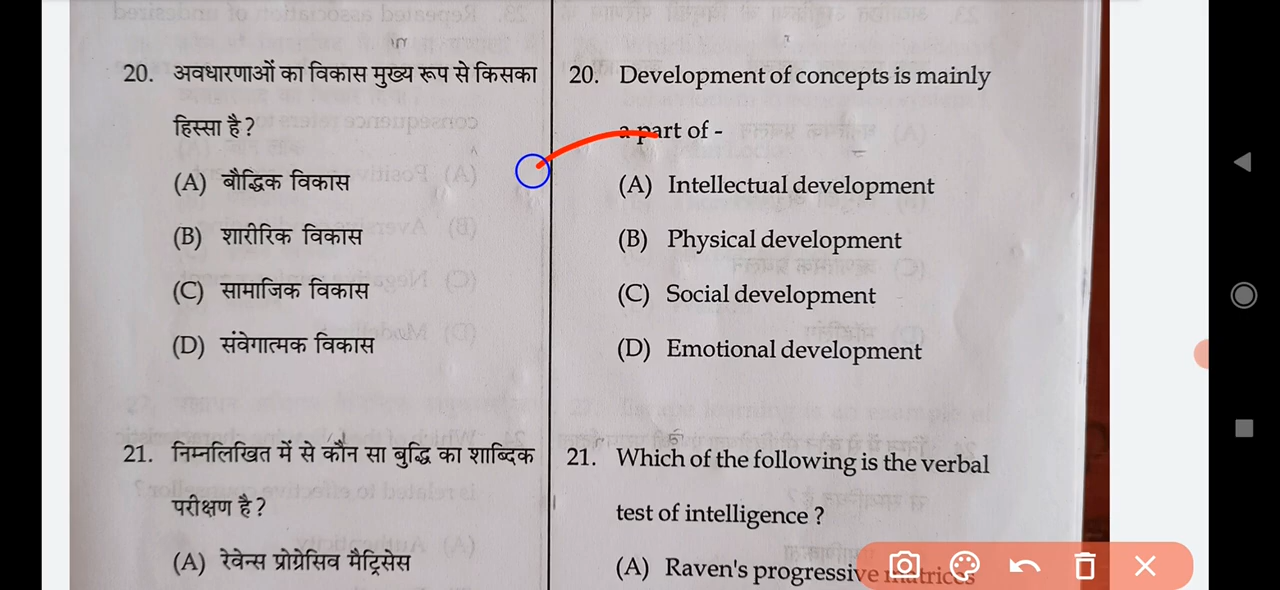 20. अवधारणाओं का विकास मुख्य रूप से किसका
हिस्सा है ?
(A) बौद्धिक विकास
(B) शारीरिक विकास
(C) सामाजिक विकास
(D) संवेगात्मक विकास
21. निम्नलिखित में से कौन सा बुद्धि का शाब्दिक
परीक्षण है ?
(A) रेवेन्स प्रोग्रेसिव मैट्रिसेस
20. Development of concepts is mainly
a part of -
(A) Intellectual development
(B) Physical development
(C) Social development
(D) Emotional development
21. Which of the following is the verbal
test of intelligence ?
(A) Raven's progressive matrices